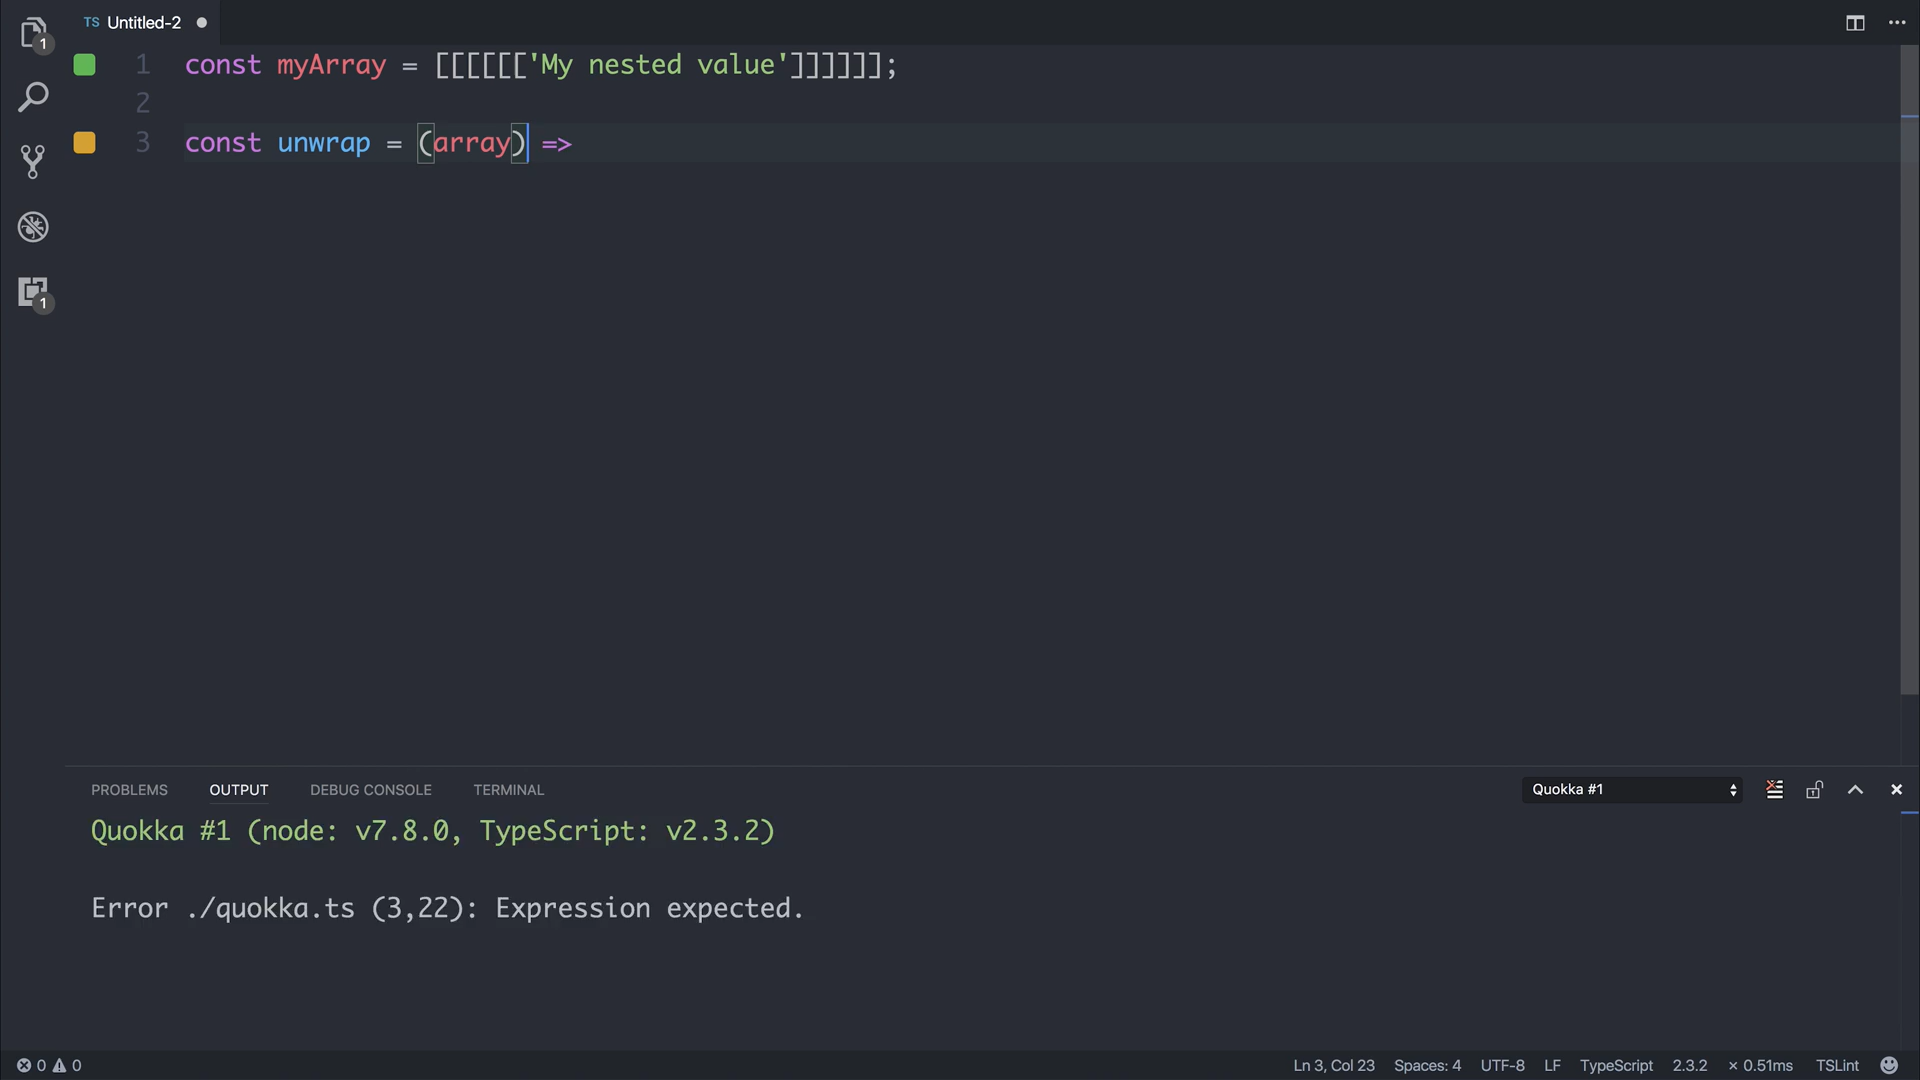 TS Untitled-2
1
1 const myArray = [[[[[['My nested value']]]]]];
2
3 const unwrap = (array) =>
1
PROBLEMS OUTPUT DEBUG CONSOLE TERMINAL Quokka #1
Quokka #1 (node: v7.8.0, TypeScript: v2.3.2)
Error ./quokka.ts (3,22): Expression expected.
0 0 Ln 3, Col 23 Spaces: 4 UTF-8 LF TypeScript 2.3.2 × 0.51ms TSLint